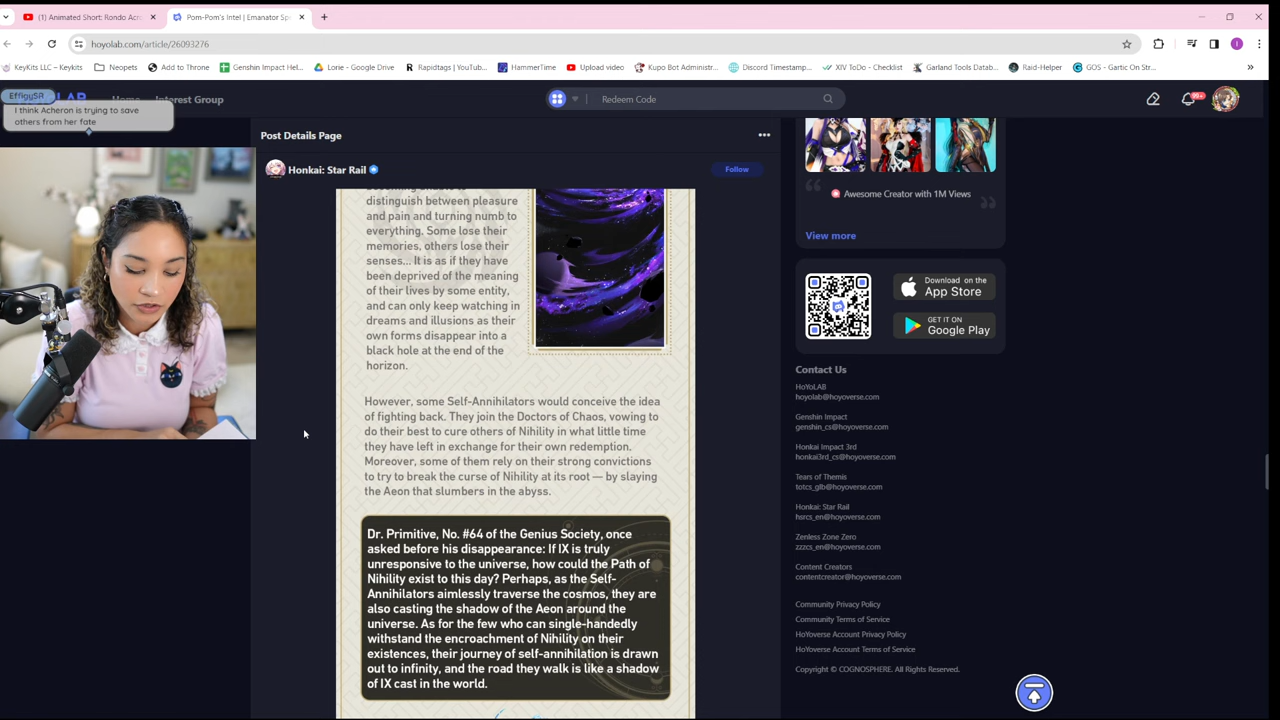 (1) Animated Short: Rondo Acro
Pom-Pom's Intel | Emanator Spe
hoyolab.com/article/26093276
KeyKits LLC – Keykits
Neopets
Add to Throne
Genshin Impact Hel...
Lorie - Google Drive
Rapidtags | YouTub...
HammerTime
Upload video
Kupo Bot Administr...
Discord Timestamp...
XIV ToDo - Checklist
Garland Tools Datab...
Raid-Helper
GOS - Gartic On Str...
EffigySR
I think Acheron is trying to save
others from her fate
LAB
Home
Interest Group
Redeem Code
99+
Post Details Page
Honkai: Star Rail
Follow
distinguish between pleasure
and pain and turning numb to
everything. Some lose their
memories, others lose their
senses... It is as if they have
been deprived of the meaning
of their lives by some entity,
and can only keep watching in
dreams and illusions as their
own forms disappear into a
black hole at the end of the
horizon.
However, some Self-Annihilators would conceive the idea
of fighting back. They join the Doctors of Chaos, vowing to
do their best to cure others of Nihility in what little time
they have left in exchange for their own redemption.
Moreover, some of them rely on their strong convictions
to try to break the curse of Nihility at its root — by slaying
the Aeon that slumbers in the abyss.
Dr. Primitive, No. #64 of the Genius Society, once
asked before his disappearance: If IX is truly
unresponsive to the universe, how could the Path of
Nihility exist to this day? Perhaps, as the Self-
Annihilators aimlessly traverse the cosmos, they are
also casting the shadow of the Aeon around the
universe. As for the few who can single-handedly
withstand the encroachment of Nihility on their
existences, their journey of self-annihilation is drawn
out to infinity, and the road they walk is like a shadow
of IX cast in the world.
Awesome Creator with 1M Views
View more
Download on the
App Store
GET IT ON
Google Play
Contact Us
HoYoLAB
hoyolab@hoyoverse.com
Genshin Impact
genshin_cs@hoyoverse.com
Honkai Impact 3rd
honkai3rd_cs@hoyoverse.com
Tears of Themis
totcs_glb@hoyoverse.com
Honkai: Star Rail
hsrcs_en@hoyoverse.com
Zenless Zone Zero
zzzcs_en@hoyoverse.com
Content Creators
contentcreator@hoyoverse.com
Community Privacy Policy
Community Terms of Service
HoYoverse Account Privacy Policy
HoYoverse Account Terms of Service
Copyright © COGNOSPHERE. All Rights Reserved.